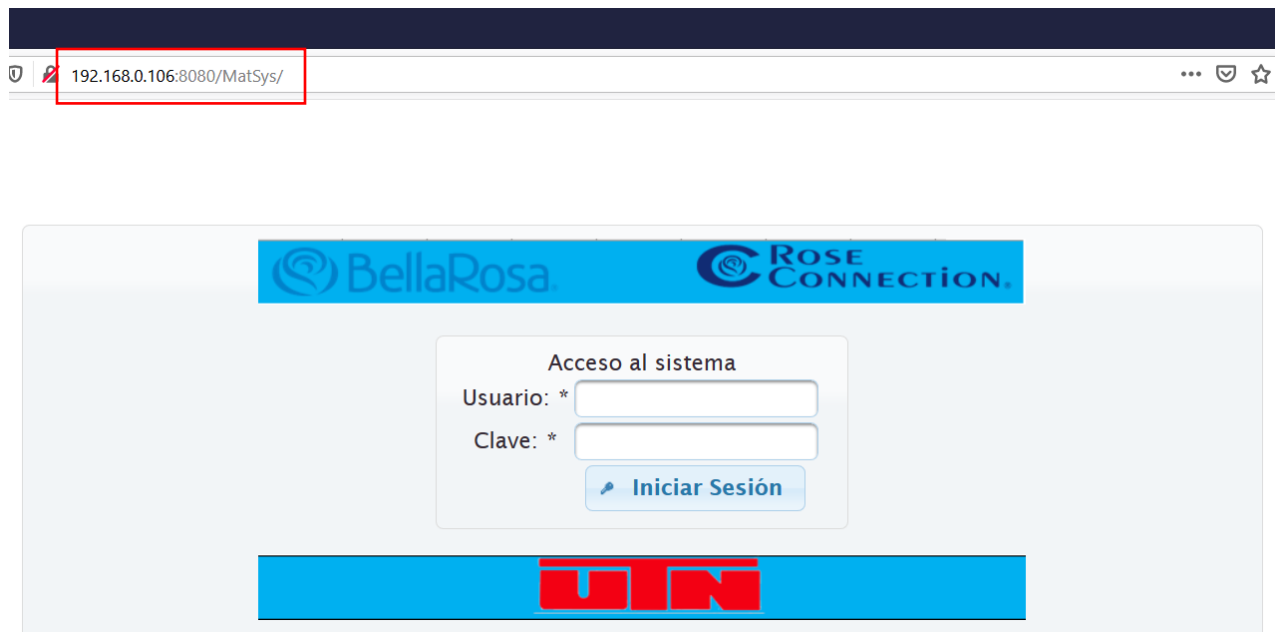 192.168.0.106:8080/MatSys/
BellaRosa.
ROSE
CONNECTION.
Acceso al sistema
Usuario: *
Clave: *
Iniciar Sesión
UTN